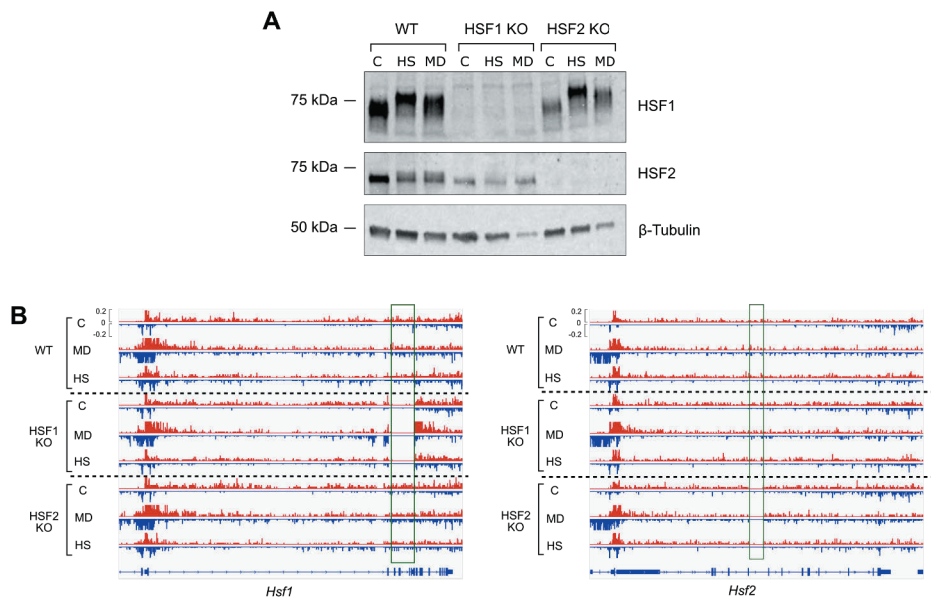 A
WT HSF1 KO HSF2 KO
C HS MD C HS MD C HS MD
75 kDa HSF1
75 kDa HSF2
50 kDa β-Tubulin
B
0.2
0
-0.2
C
WT MD
HS
C
HSF1
KO
MD
HS
C
HSF2
KO
MD
HS
Hsf1
0.2
0
-0.2
C
WT MD
HS
C
HSF1
KO
MD
HS
C
HSF2
KO
MD
HS
Hsf2